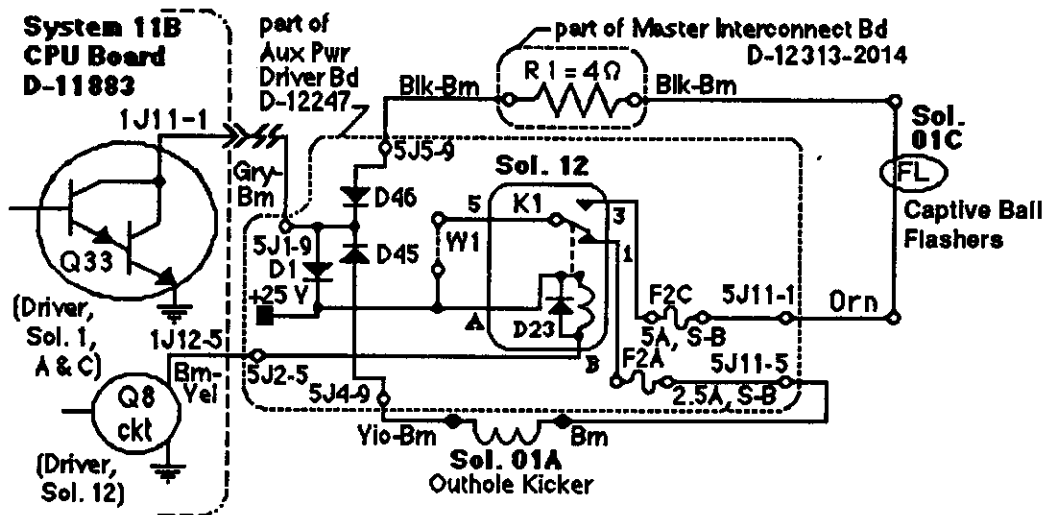 System 11B
CPU Board
D-11883
part of
Aux Pwr
Driver Bd
D-12247
part of Master Interconnect Bd
D-12313-2014
R1 = 4Ω
Blk-Brn
Blk-Brn
1J11-1
Gry-
Brn
5J5-9
Sol.
01C
FL
Captive Ball
Flashers
Sol. 12
D46
K1
5
3
W1
1
Q33
5J1-9
D45
D1
+25 V
A
D23
B
F2C
5J11-1
Orn
5A, S-B
(Driver,
Sol. 1,
A & C)
1J12-5
Brn-
Yel
5J2-5
5J4-9
F2A
5J11-5
2.5A, S-B
Q8
ckt
Vio-Brn
Brn
Sol. 01A
Outhole Kicker
(Driver,
Sol. 12)